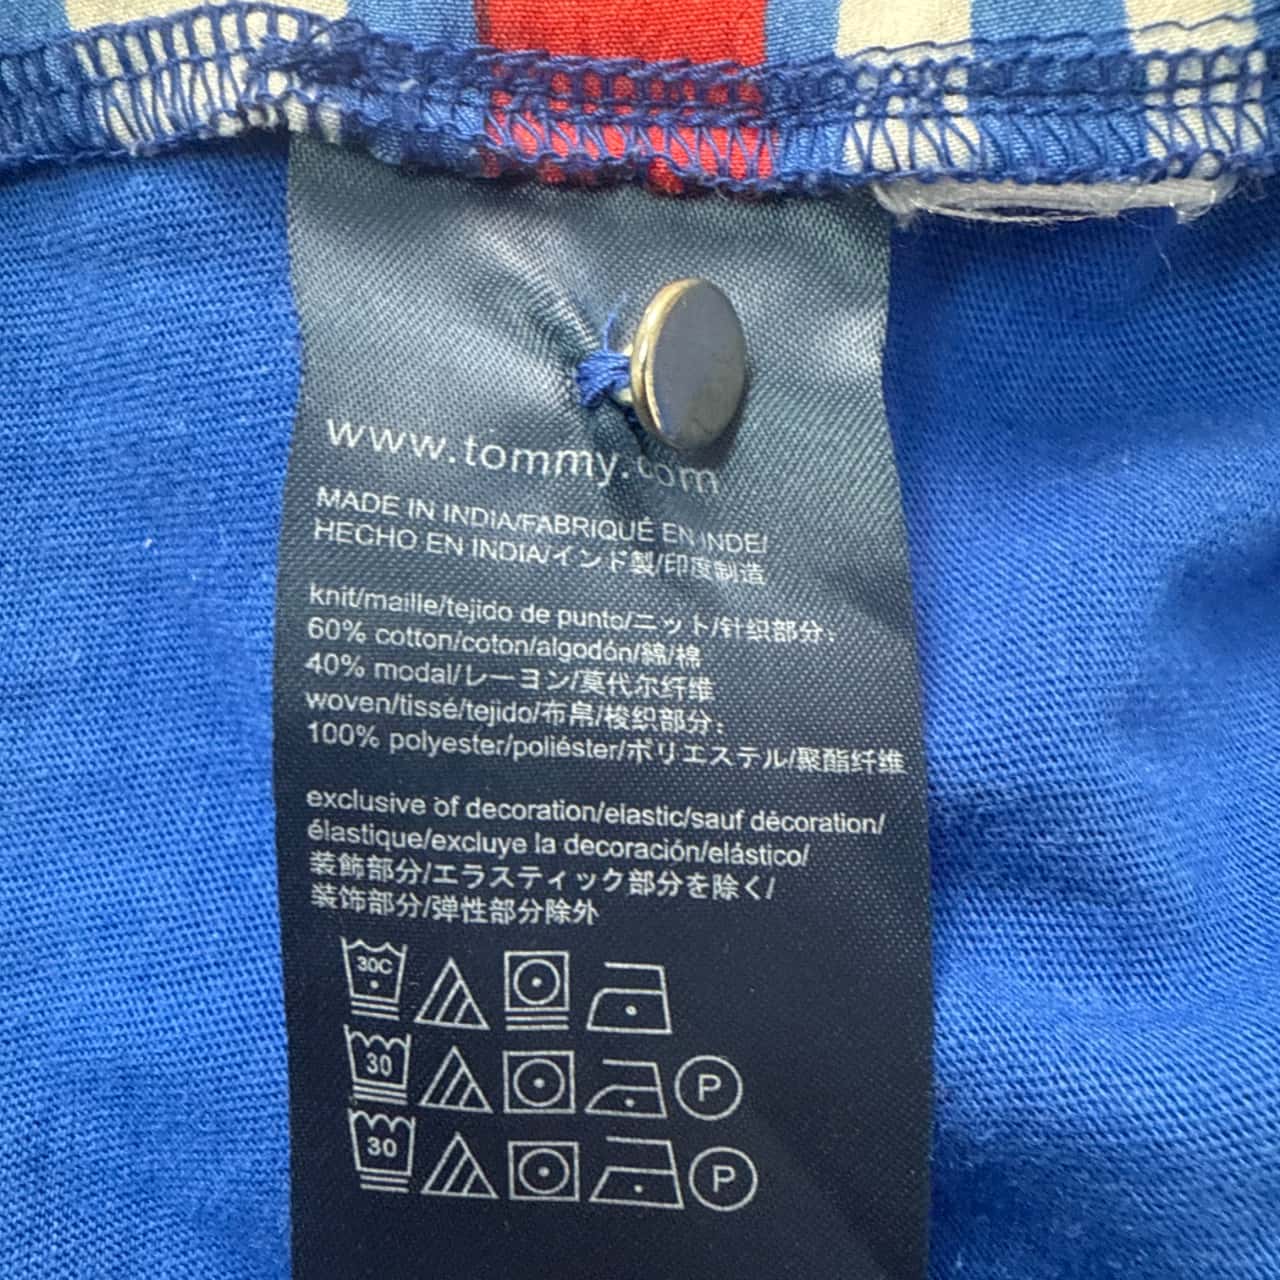 www.tommy.com
MADE IN INDIA/FABRIQUÉ EN INDE/
HECHO EN INDIA/インド製/印度制造
knit/maille/tejido de punto/ニット/针织部分:
60% cotton/coton/algodón/綿/棉
40% modal/レーヨン/莫代尔纤维
woven/tissé/tejido/布帛/梭织部分:
100% polyester/poliéster/ポリエステル/聚酯纤维
exclusive of decoration/elastic/sauf décoration/
élastique/excluye la decoración/elástico/
装飾部分/エラスティック部分を除く/
装饰部分/弹性部分除外
30C
30 P
30 P